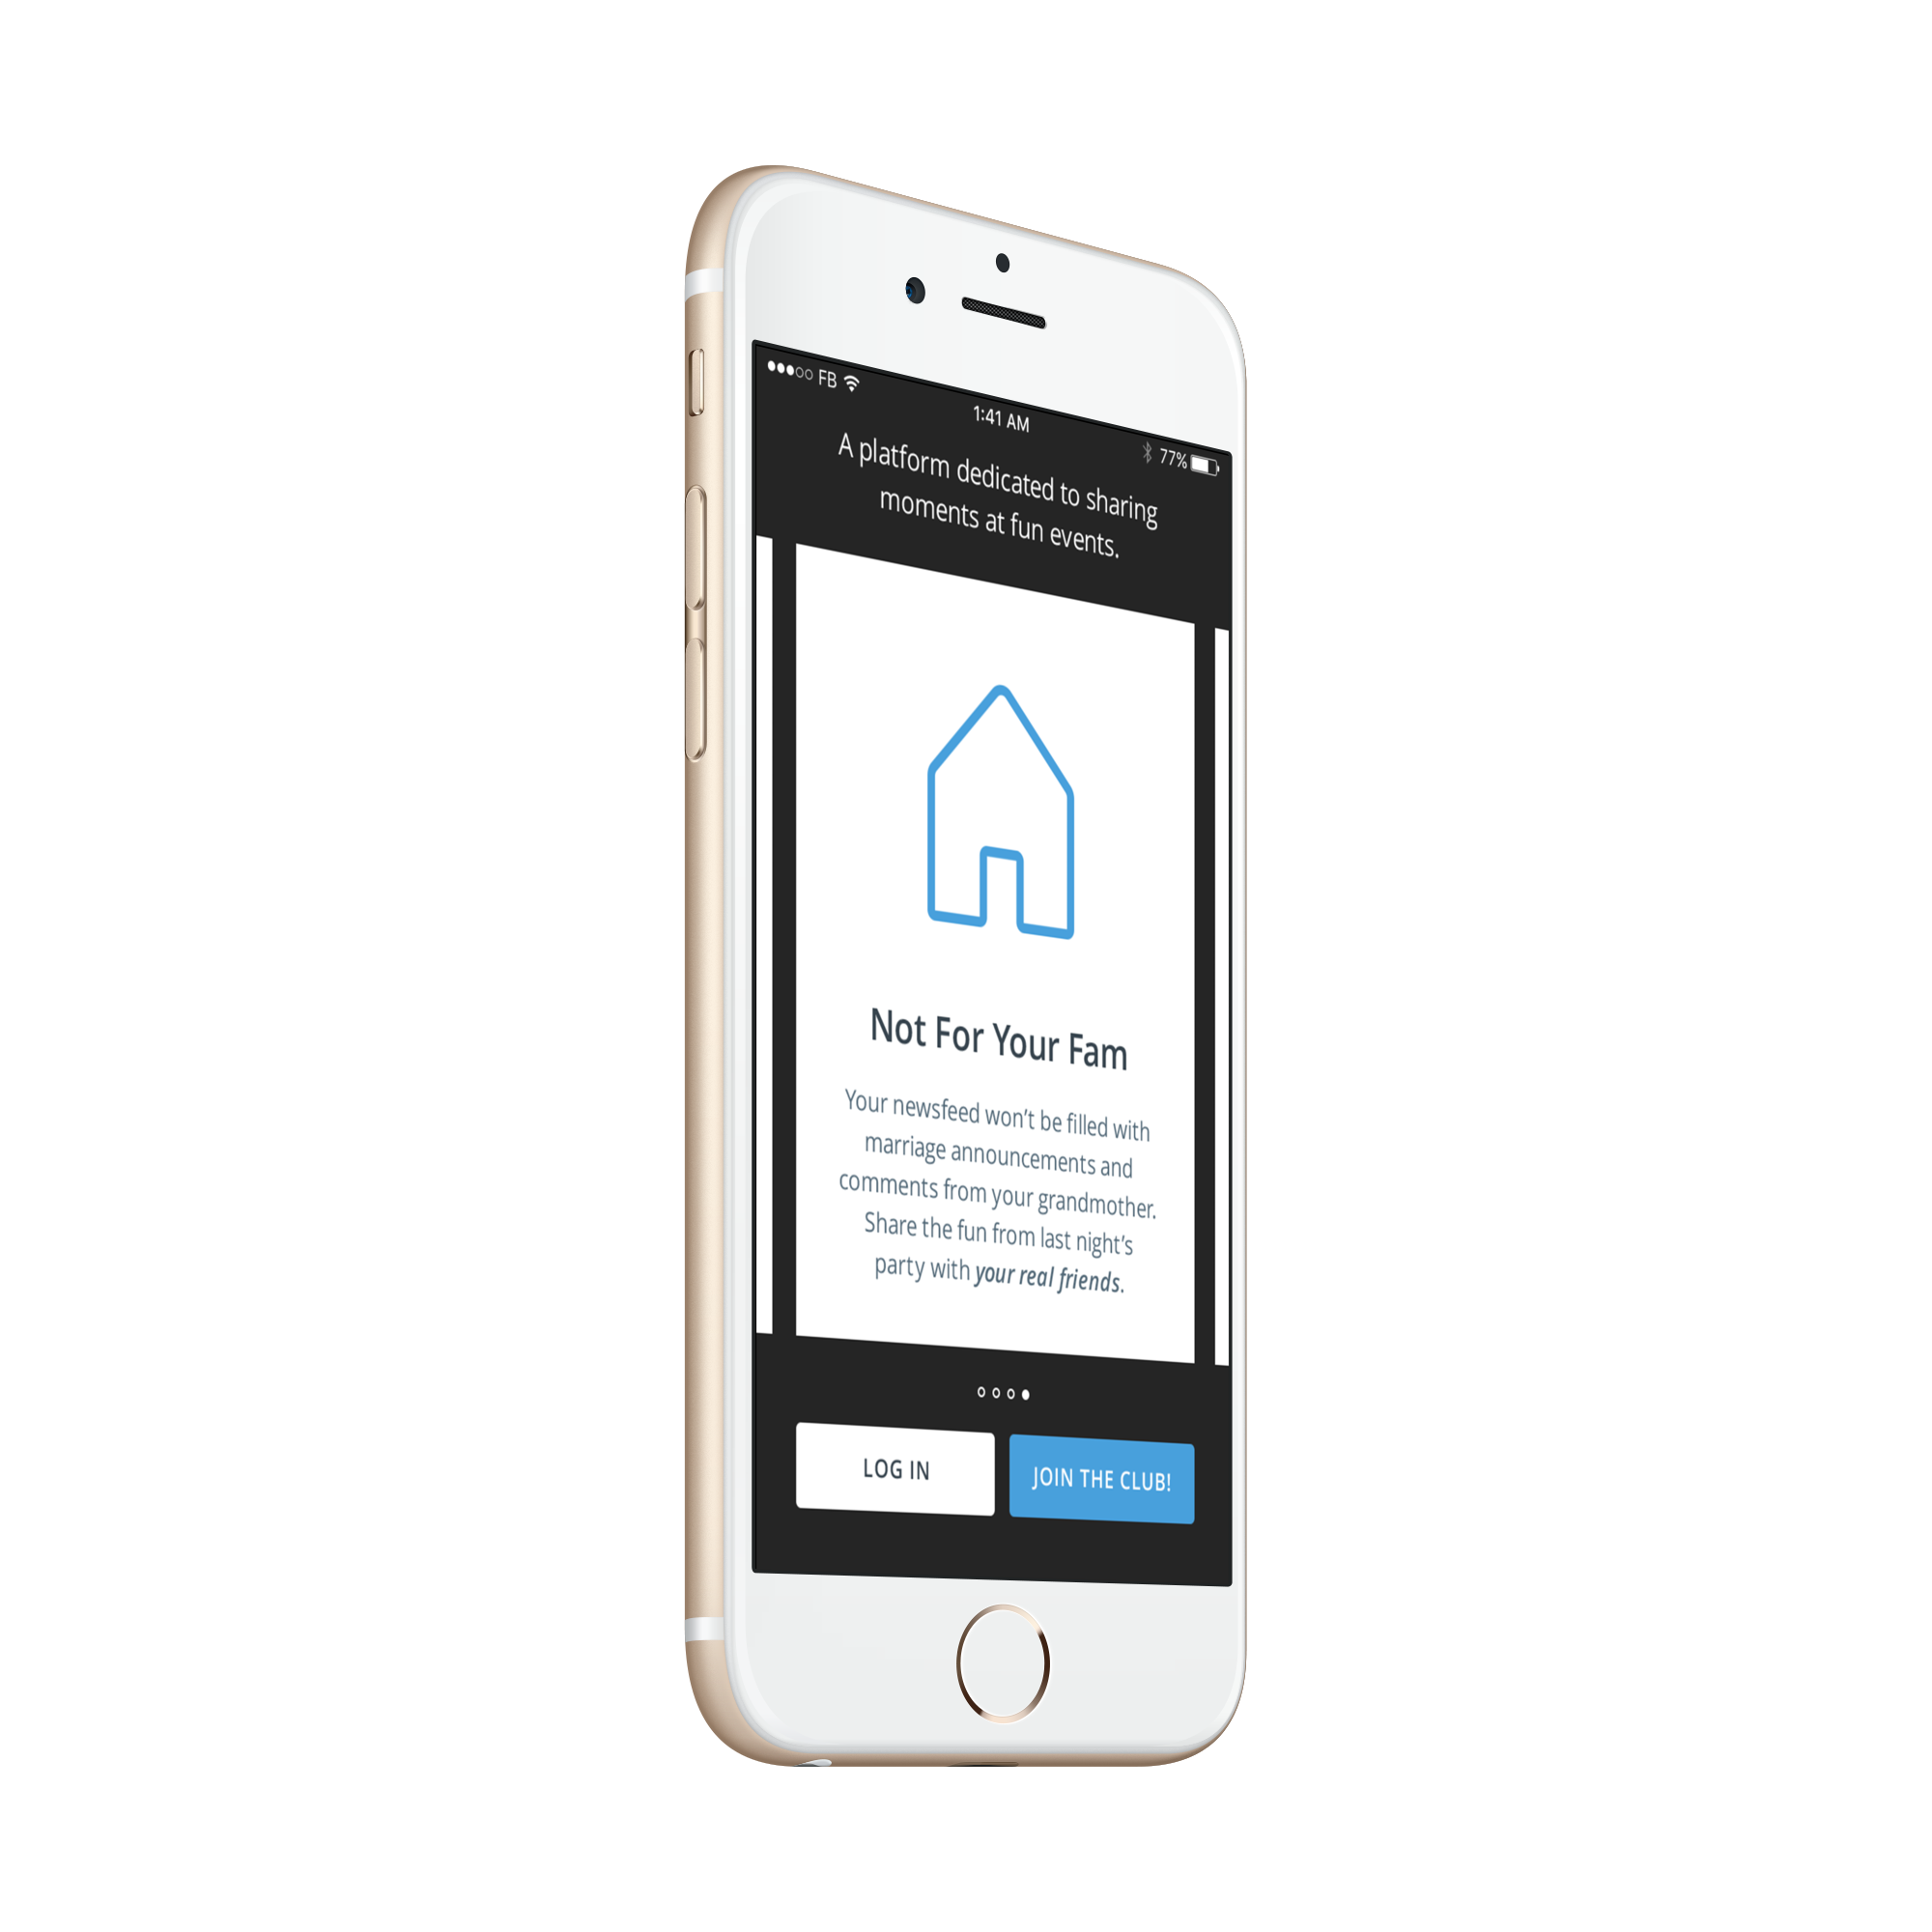 FB
1:41 AM
77%
A platform dedicated to sharing
moments at fun events.
Not For Your Fam
Your newsfeed won’t be filled with
marriage announcements and
comments from your grandmother.
Share the fun from last night’s
party with your real friends.
LOG IN
JOIN THE CLUB!